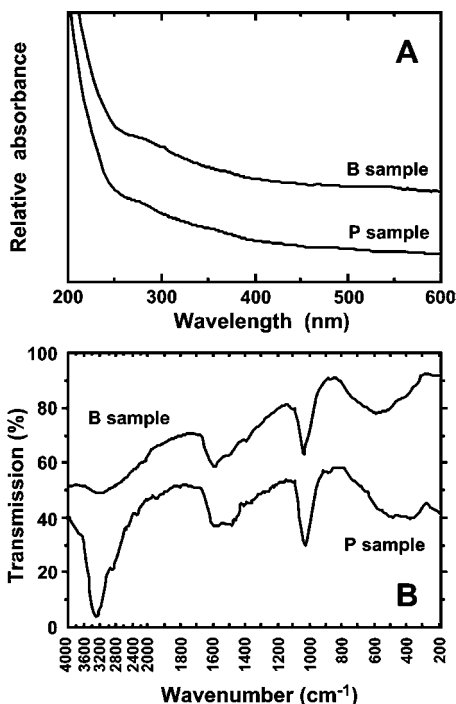 A
Relative absorbance
B sample
P sample
200 300 400 500 600
Wavelength (nm)
100
80
60
40
20
0
Transmission (%)
B sample
P sample
B
4000 3600 3200 2800 2400 2000 1800 1600 1400 1200 1000 800 600 400 200
Wavenumber (cm⁻¹)